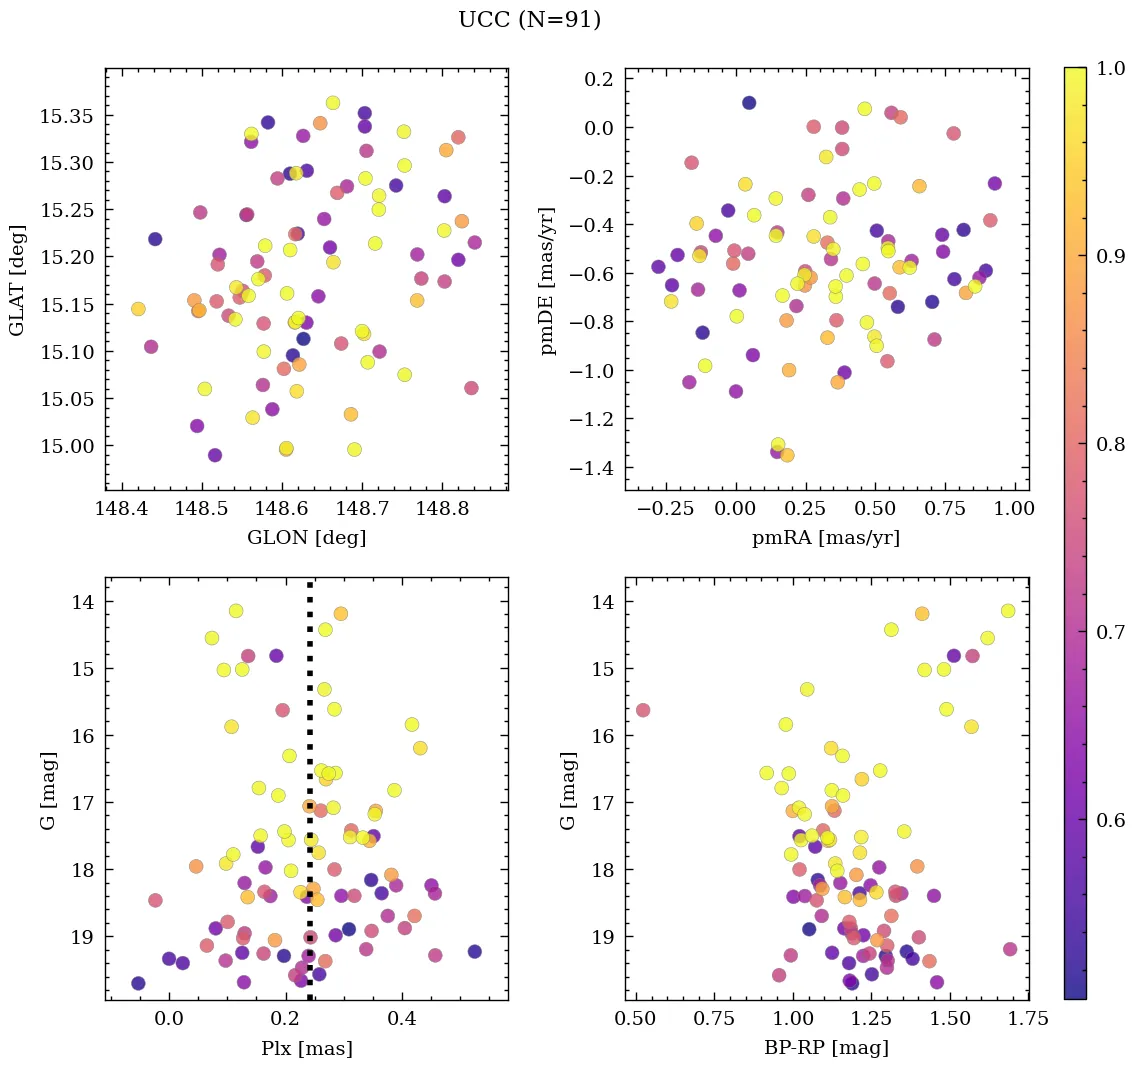 UCC (N=91)
15.35
15.30
15.25
15.20
15.15
15.10
15.05
15.00
GLAT [deg]
148.4 148.5 148.6 148.7 148.8
GLON [deg]
0.2
0.0
−0.2
−0.4
−0.6
−0.8
−1.0
−1.2
−1.4
pmDE [mas/yr]
−0.25 0.00 0.25 0.50 0.75 1.00
pmRA [mas/yr]
14
15
16
17
18
19
G [mag]
0.0 0.2 0.4
Plx [mas]
14
15
16
17
18
19
G [mag]
0.50 0.75 1.00 1.25 1.50 1.75
BP-RP [mag]
1.0
0.9
0.8
0.7
0.6